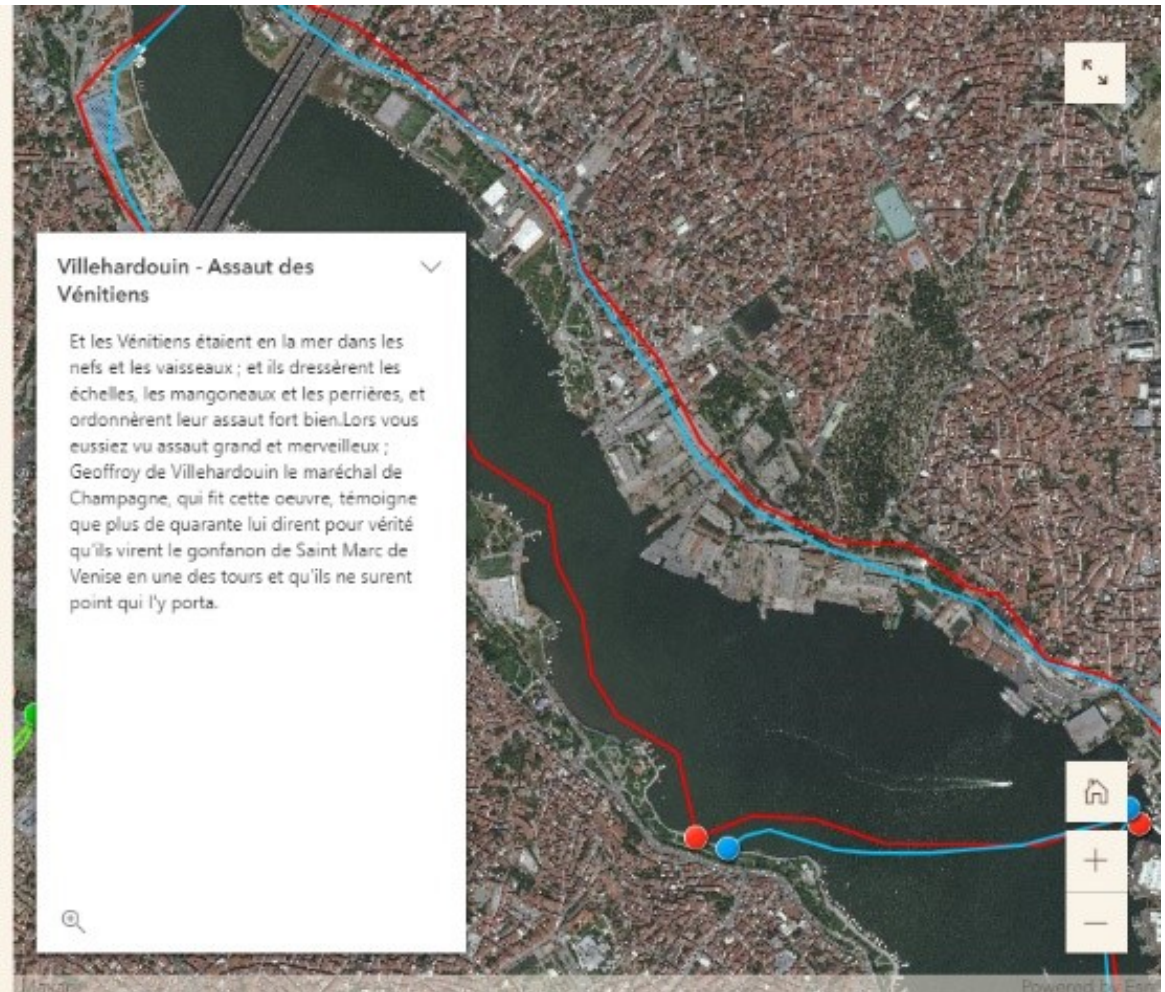 Villehardouin - Assaut des
Vénitiens
Et les Vénitiens étaient en la mer dans les
nefs et les vaisseaux ; et ils dressèrent les
échelles, les mangoneaux et les perrières, et
ordonnèrent leur assaut fort bien.Lors vous
eussiez vu assaut grand et merveilleux ;
Geoffroy de Villehardouin le maréchal de
Champagne, qui fit cette oeuvre, témoigne
que plus de quarante lui dirent pour vérité
qu'ils virent le gonfanon de Saint Marc de
Venise en une des tours et qu'ils ne surent
point qui l'y porta.
Maxar
Powered by Esri